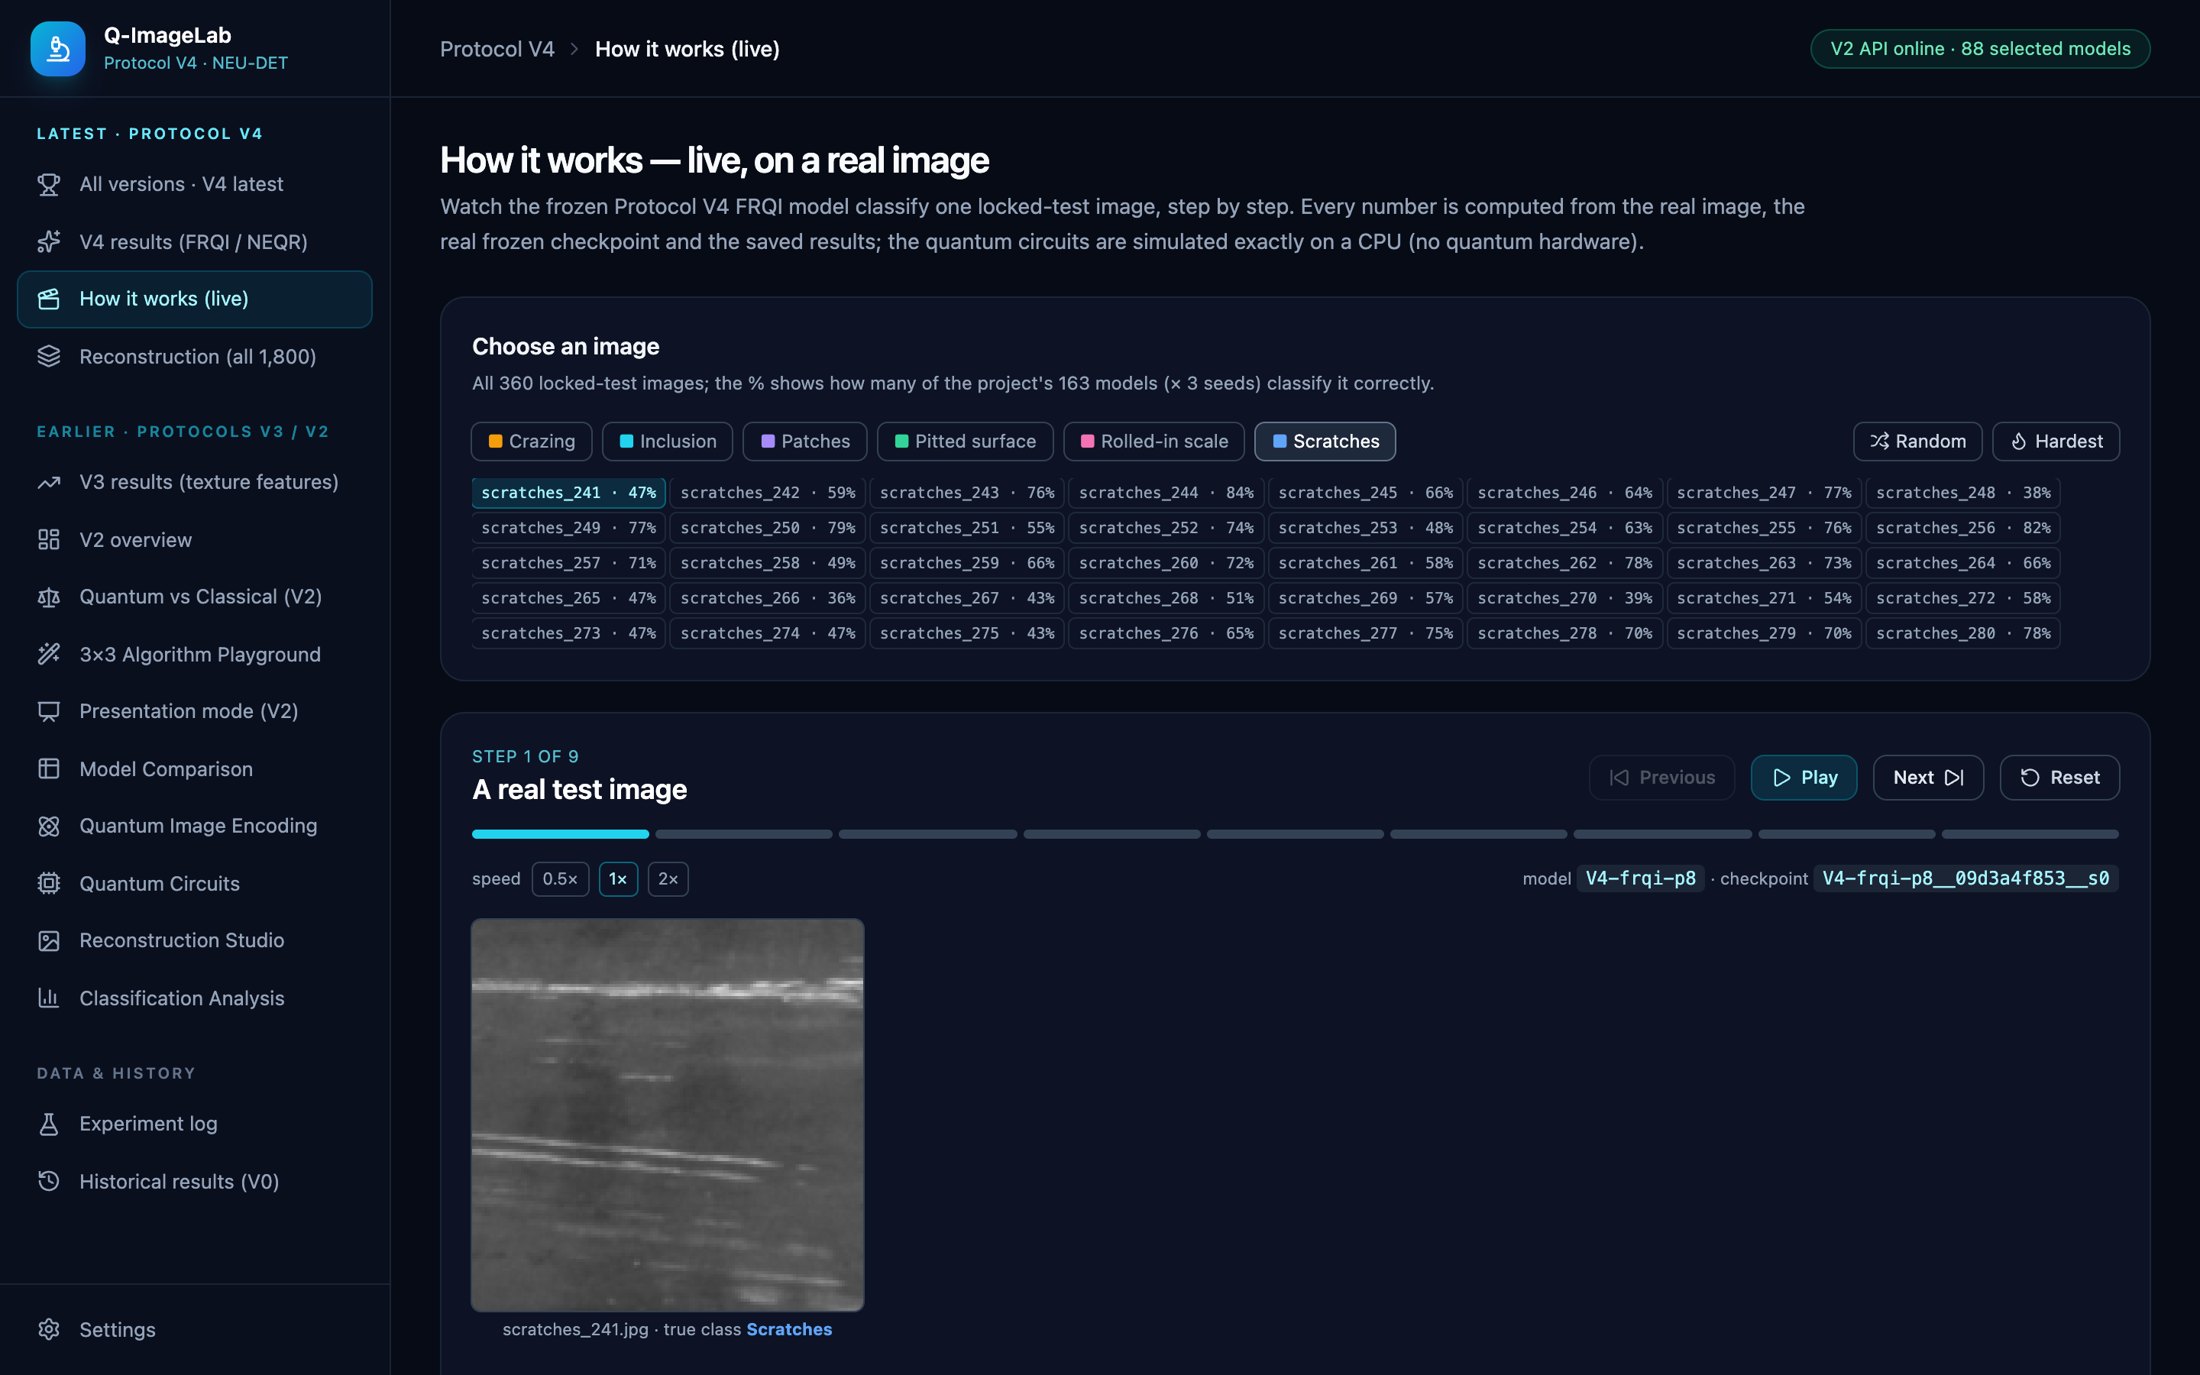 Q-ImageLab
Protocol V4 · NEU-DET
LATEST · PROTOCOL V4
All versions · V4 latest
V4 results (FRQI / NEQR)
How it works (live)
Reconstruction (all 1,800)
EARLIER · PROTOCOLS V3 / V2
V3 results (texture features)
V2 overview
Quantum vs Classical (V2)
3×3 Algorithm Playground
Presentation mode (V2)
Model Comparison
Quantum Image Encoding
Quantum Circuits
Reconstruction Studio
Classification Analysis
DATA & HISTORY
Experiment log
Historical results (V0)
Settings
Protocol V4 > How it works (live)
V2 API online · 88 selected models
How it works — live, on a real image
Watch the frozen Protocol V4 FRQI model classify one locked-test image, step by step. Every number is computed from the real image, the
real frozen checkpoint and the saved results; the quantum circuits are simulated exactly on a CPU (no quantum hardware).
Choose an image
All 360 locked-test images; the % shows how many of the project's 163 models (× 3 seeds) classify it correctly.
Crazing Inclusion Patches Pitted surface Rolled-in scale Scratches Random Hardest
scratches_241 · 47% scratches_242 · 59% scratches_243 · 76% scratches_244 · 84% scratches_245 · 66% scratches_246 · 64% scratches_247 · 77% scratches_248 · 38%
scratches_249 · 77% scratches_250 · 79% scratches_251 · 55% scratches_252 · 74% scratches_253 · 48% scratches_254 · 63% scratches_255 · 76% scratches_256 · 82%
scratches_257 · 71% scratches_258 · 49% scratches_259 · 66% scratches_260 · 72% scratches_261 · 58% scratches_262 · 78% scratches_263 · 73% scratches_264 · 66%
scratches_265 · 47% scratches_266 · 36% scratches_267 · 43% scratches_268 · 51% scratches_269 · 57% scratches_270 · 39% scratches_271 · 54% scratches_272 · 58%
scratches_273 · 47% scratches_274 · 47% scratches_275 · 43% scratches_276 · 65% scratches_277 · 75% scratches_278 · 70% scratches_279 · 70% scratches_280 · 78%
STEP 1 OF 9
A real test image
Previous Play Next Reset
speed 0.5× 1× 2×
model V4-frqi-p8 · checkpoint V4-frqi-p8__09d3a4f853__s0
scratches_241.jpg · true class Scratches